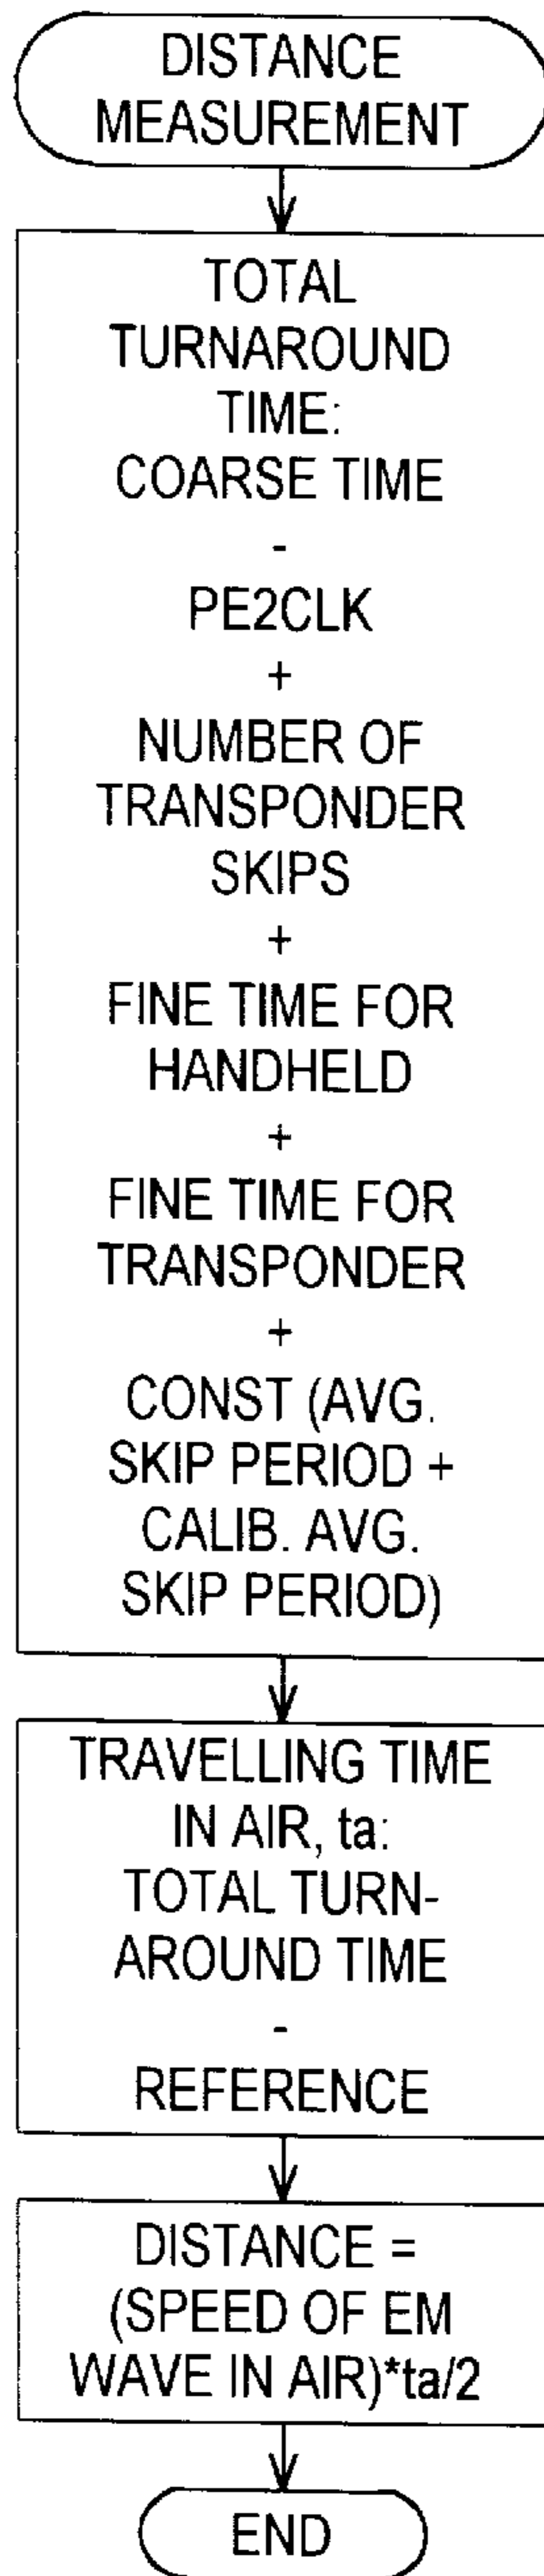 DISTANCE
MEASUREMENT
TOTAL
TURNAROUND
TIME:
COARSE TIME
-
PE2CLK
+
NUMBER OF
TRANSPONDER
SKIPS
+
FINE TIME FOR
HANDHELD
+
FINE TIME FOR
TRANSPONDER
+
CONST (AVG.
SKIP PERIOD +
CALIB. AVG.
SKIP PERIOD)
TRAVELLING TIME
IN AIR, ta:
TOTAL TURN-
AROUND TIME
-
REFERENCE
DISTANCE =
(SPEED OF EM
WAVE IN AIR)*ta/2
END